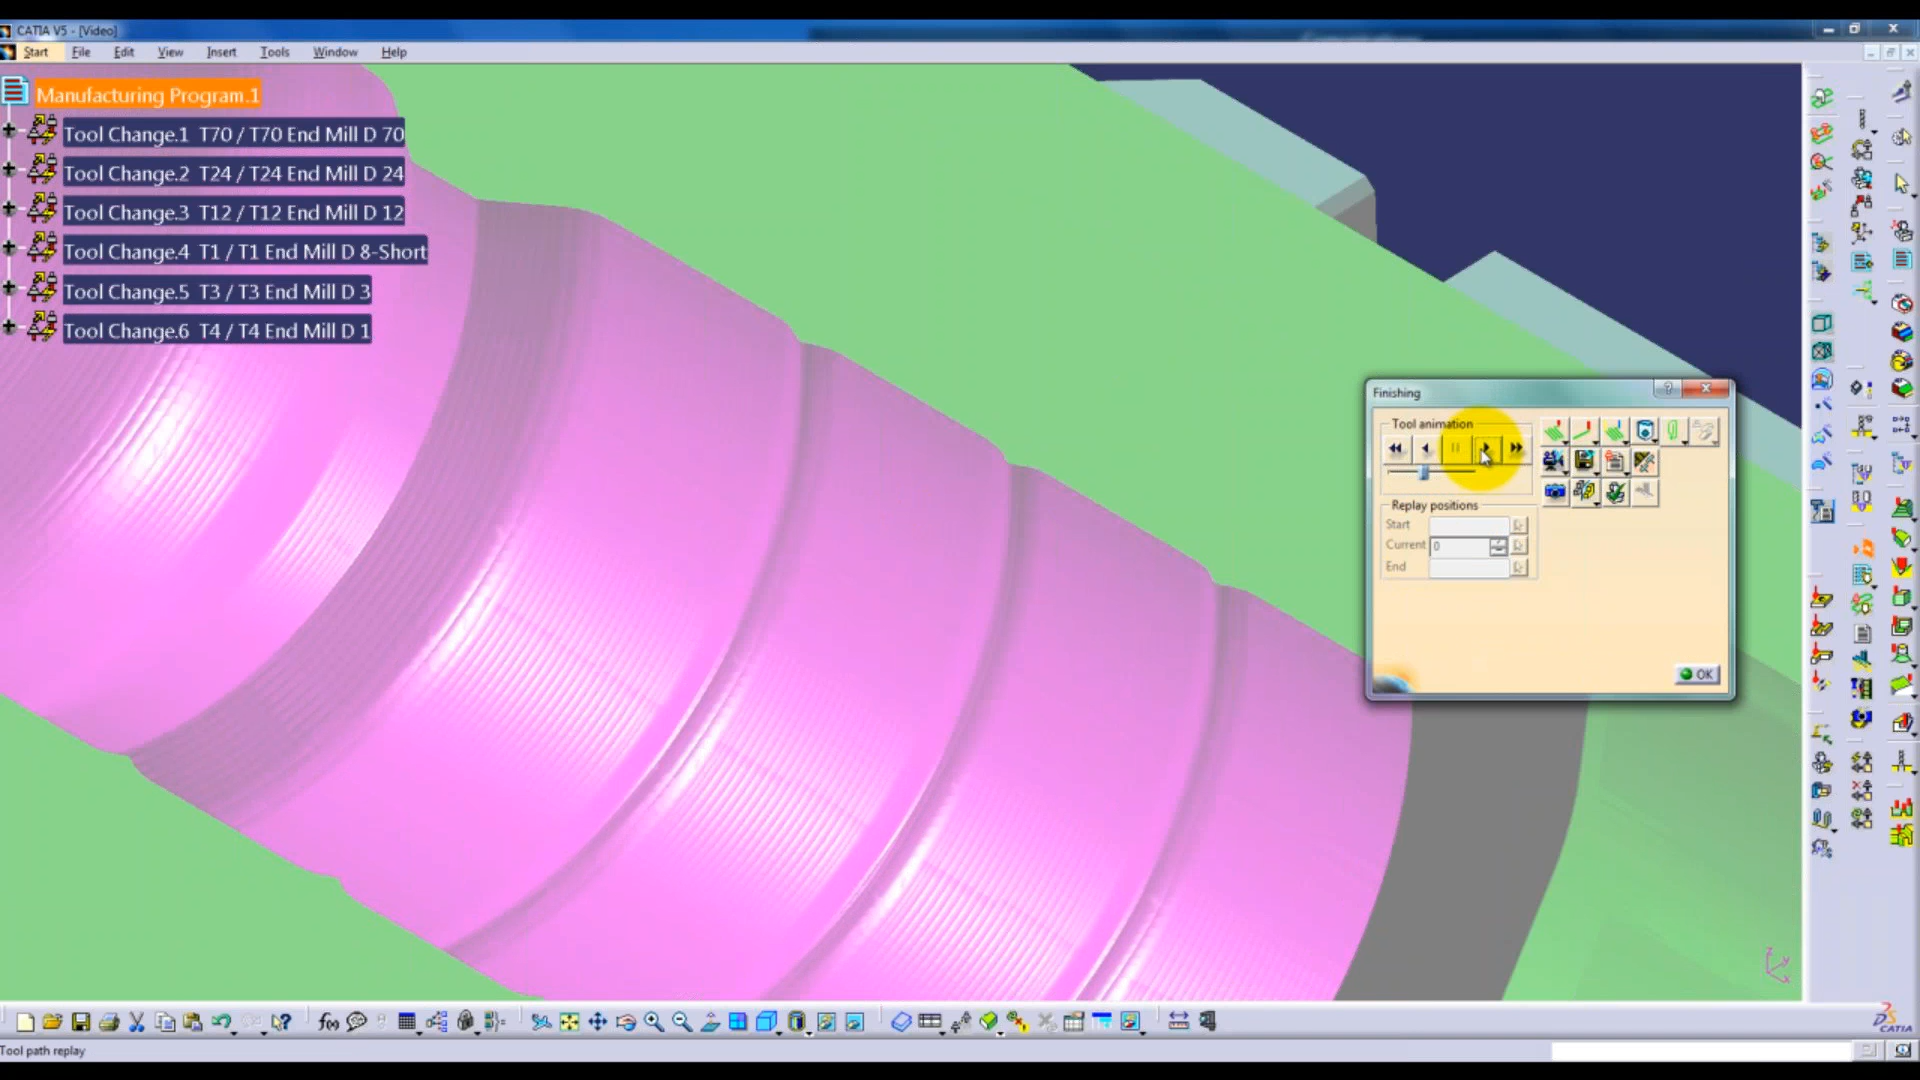 CATIA V5 - [Video]
Start File Edit View Insert Tools Window Help
Manufacturing Program.1
Tool Change.1 T70 / T70 End Mill D 70
Tool Change.2 T24 / T24 End Mill D 24
Tool Change.3 T12 / T12 End Mill D 12
Tool Change.4 T1 / T1 End Mill D 8-Short
Tool Change.5 T3 / T3 End Mill D 3
Tool Change.6 T4 / T4 End Mill D 1
Finishing
Tool animation
Replay positions
Start
Current 0
End
OK
z
y
x
f(x)
CATIA
Tool path replay